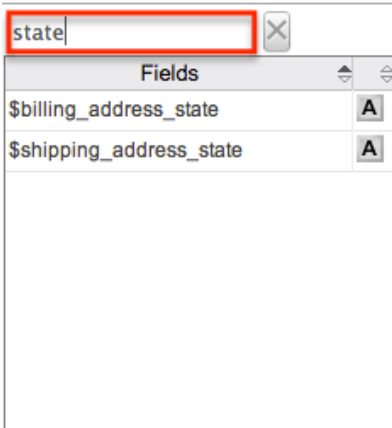 state
Fields
$billing_address_state A
$shipping_address_state A